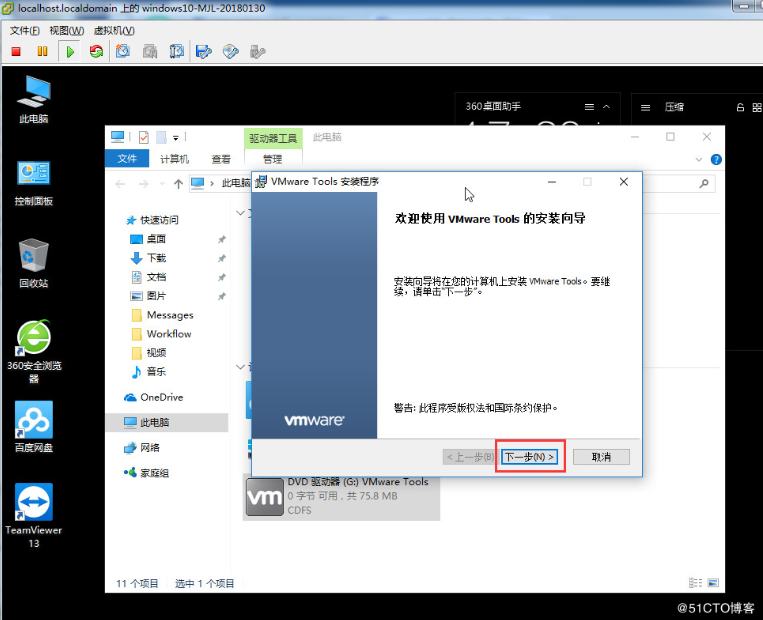 localhost.localdomain 上的 windows10-MJL-20180130
文件(F) 视图(W) 虚拟机(V)
此电脑
控制面板
回收站
360安全浏览
器
百度网盘
TeamViewer
13
360桌面助手
压缩
驱动器工具 此电脑
文件 计算机 查看 管理
此电脑
快速访问
桌面
下载
文档
图片
Messages
Workflow
视频
音乐
OneDrive
此电脑
网络
家庭组
VMware Tools 安装程序
欢迎使用 VMware Tools 的安装向导
安装向导将在您的计算机上安装 VMware Tools。要继
续，请单击“下一步”。
警告: 此程序受版权法和国际条约保护。
vmware
< 上一步(B) 下一步(N) > 取消
vm
DVD 驱动器 (G:) VMware Tools
0 字节 可用，共 75.8 MB
CDFS
11 个项目 选中 1 个项目
@51CTO博客